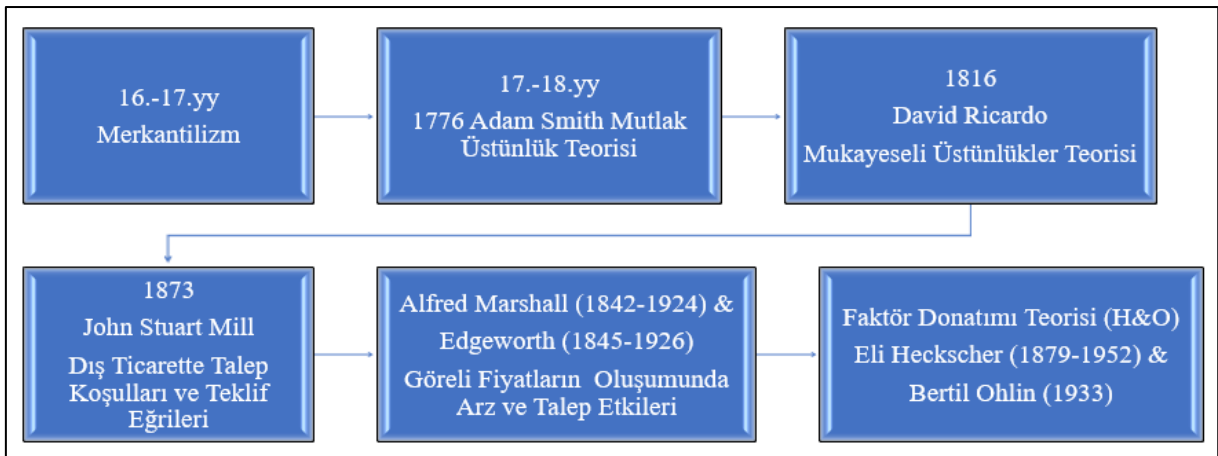 16.-17.yy
Merkantilizm
17.-18.yy
1776 Adam Smith Mutlak
Üstünlük Teorisi
1816
David Ricardo
Mukayeseli Üstünlükler Teorisi
1873
John Stuart Mill
Dış Ticarette Talep
Koşulları ve Teklif
Eğrileri
Alfred Marshall (1842-1924) &
Edgeworth (1845-1926)
Göreli Fiyatların Oluşumunda
Arz ve Talep Etkileri
Faktör Donatımı Teorisi (H&O)
Eli Heckscher (1879-1952) &
Bertil Ohlin (1933)